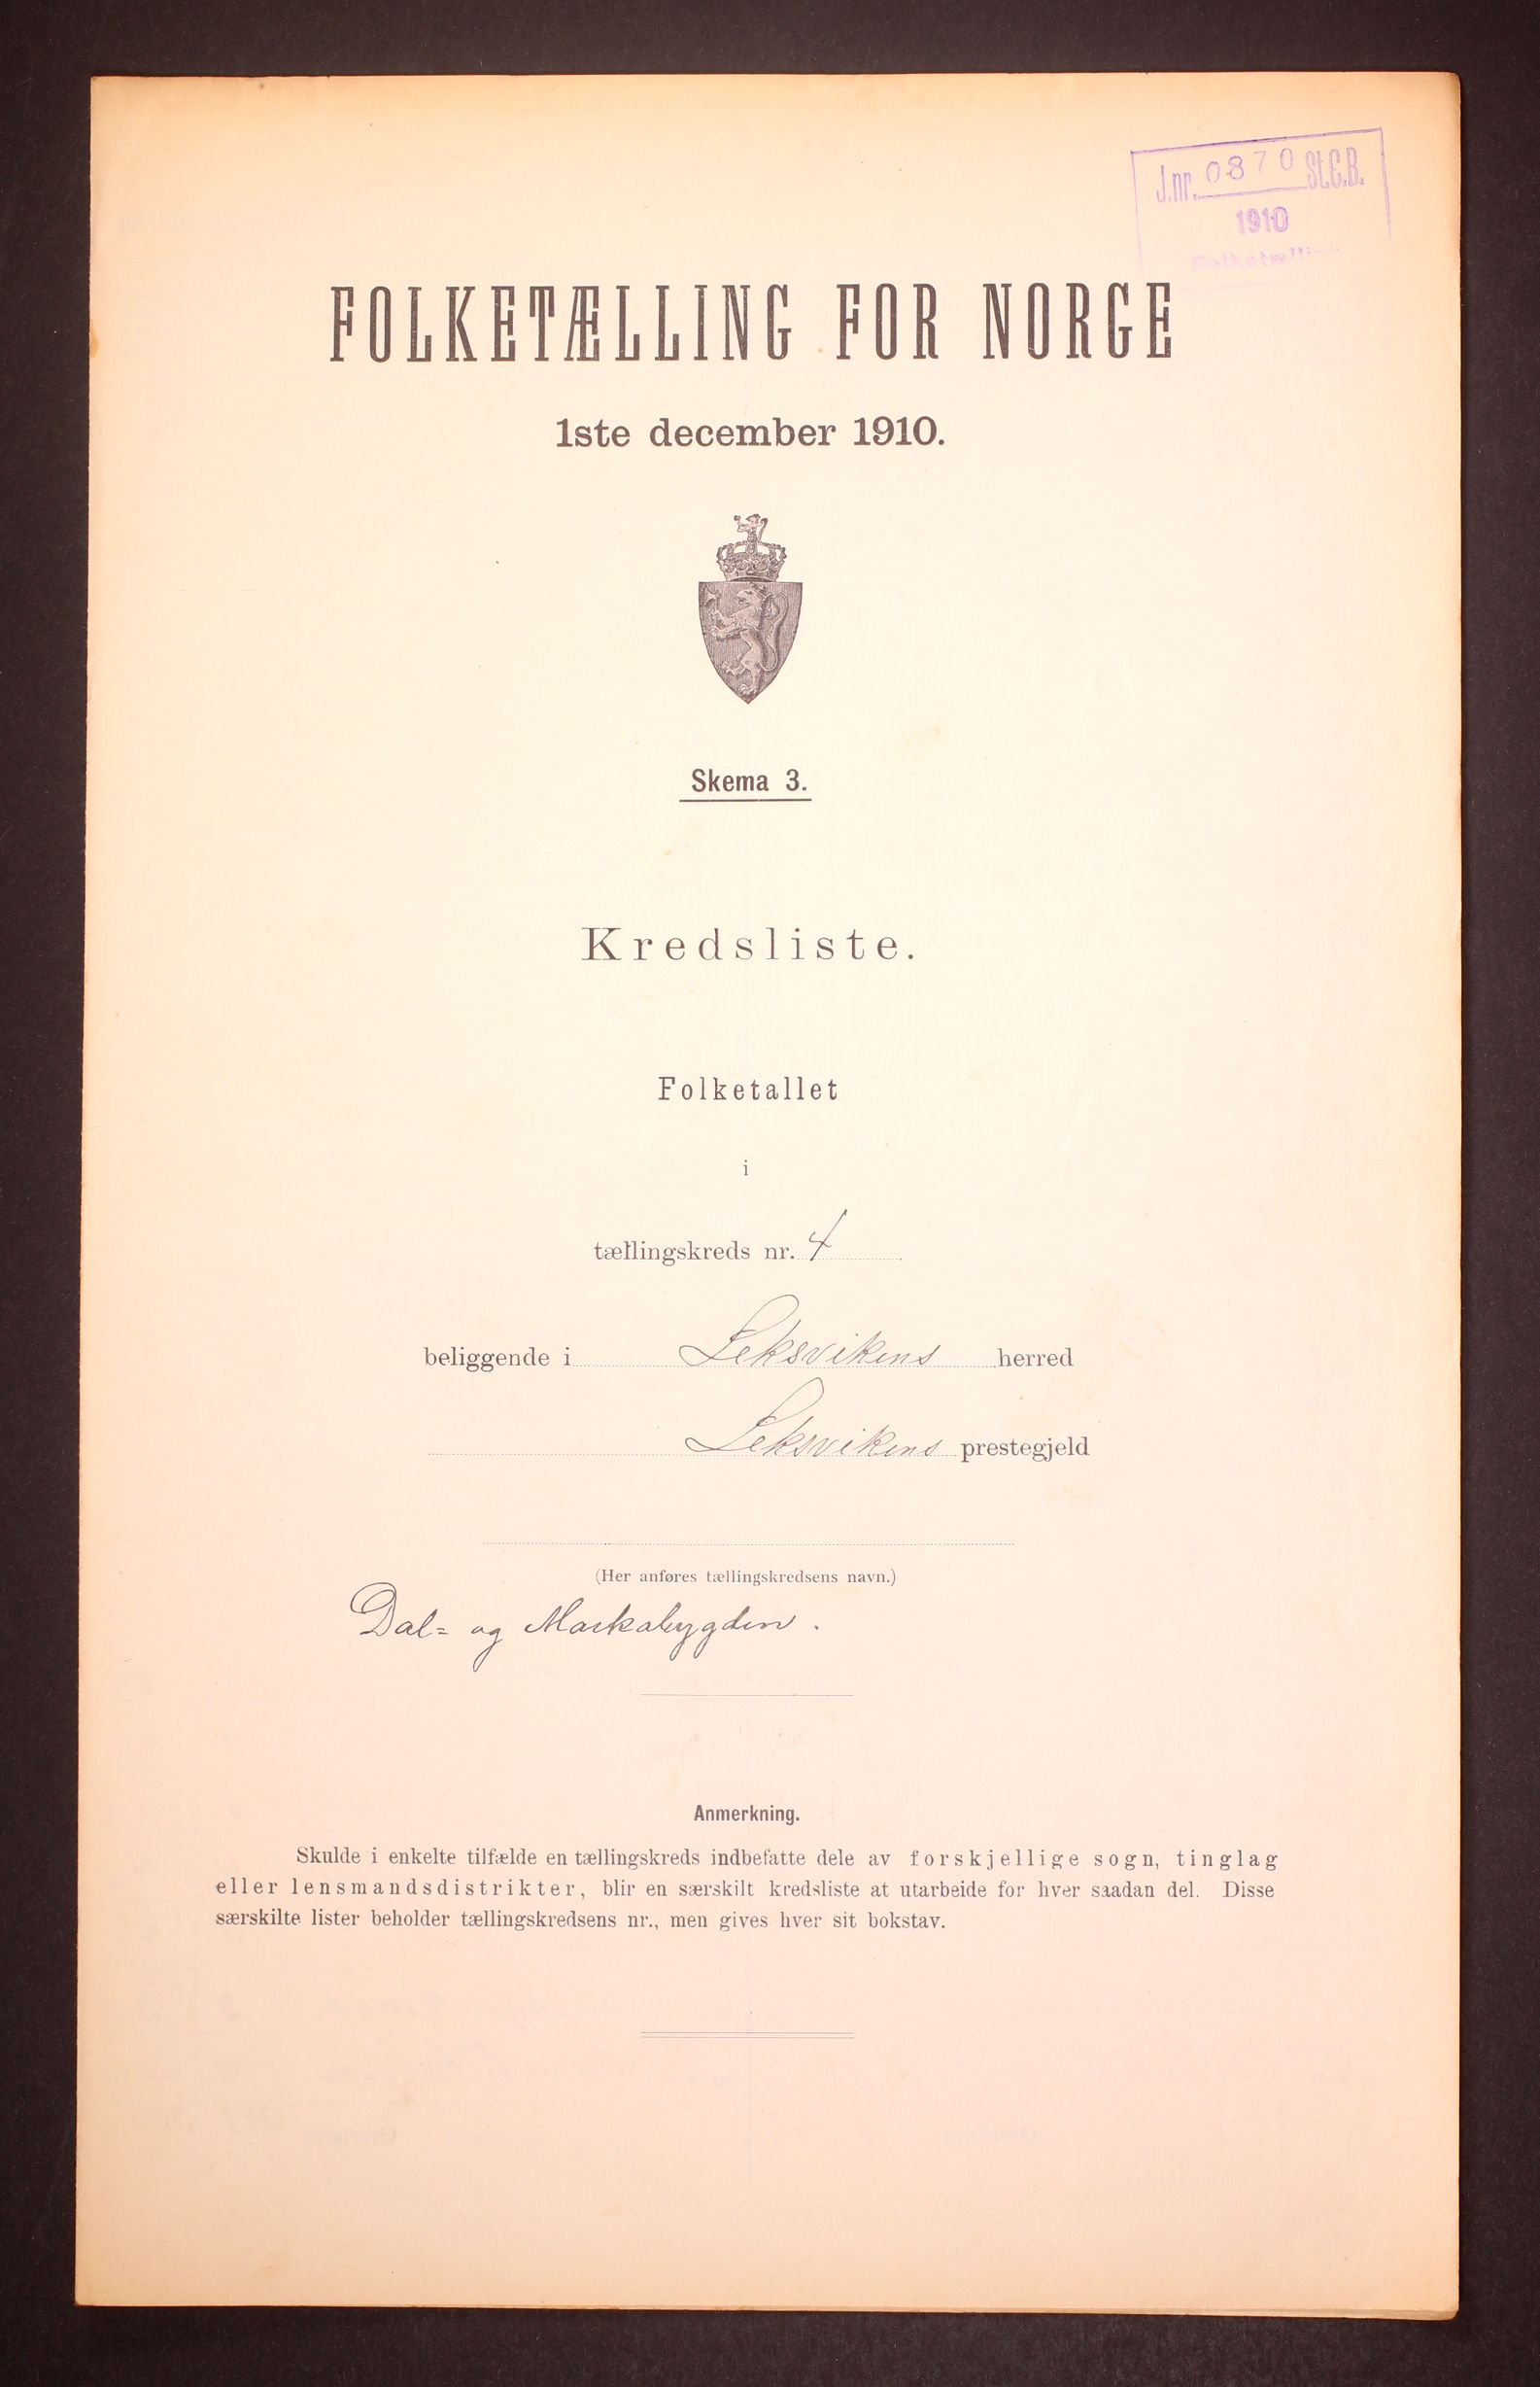 J.nr. 0870 St.C.B.
1910
Folketælli
FOLKETÆLLING FOR NORGE
1ste december 1910.
Skema 3.
Kredsliste.
Folketallet
i
tællingskreds nr. 4
beliggende i Leksvikens herred
Leksvikens prestegjeld
(Her anføres tællingskredsens navn.)
Dal= og Markabygden.
Anmerkning.
Skulde i enkelte tilfælde en tællingskreds indbefatte dele av forskjellige sogn, tinglag
eller lensmandsdistrikter, blir en særskilt kredsliste at utarbeide for hver saadan del. Disse
særskilte lister beholder tællingskredsens nr., men gives hver sit bokstav.